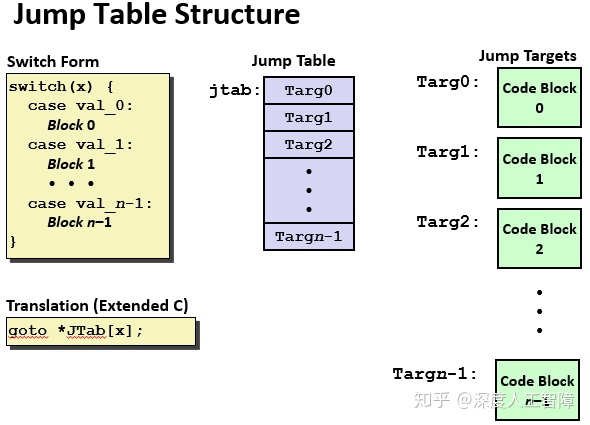 Jump Table Structure
Switch Form
switch(x) {
case val_0:
Block 0
case val_1:
Block 1
• • •
case val_n-1:
Block n–1
}
Translation (Extended C)
goto *JTab[x];
Jump Table
jtab:
Targ0
Targ1
Targ2
•
•
•
Targn-1
Jump Targets
Targ0:
Code Block
0
Targ1:
Code Block
1
Targ2:
Code Block
2
•
•
•
Targn-1:
Code Block
n–1
知乎 @深度人工智障